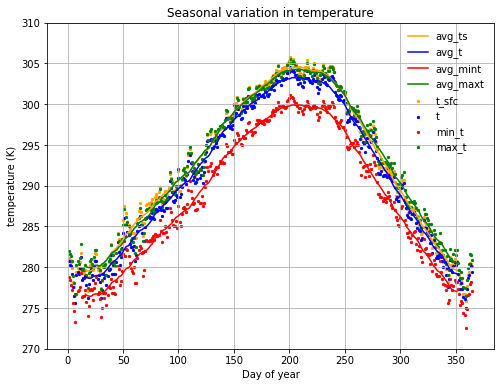 Seasonal variation in temperature
310
305
300
295
290
285
280
275
270
temperature (K)
avg_ts
avg_t
avg_mint
avg_maxt
t_sfc
t
min_t
max_t
0
50
100
150
200
250
300
350
Day of year